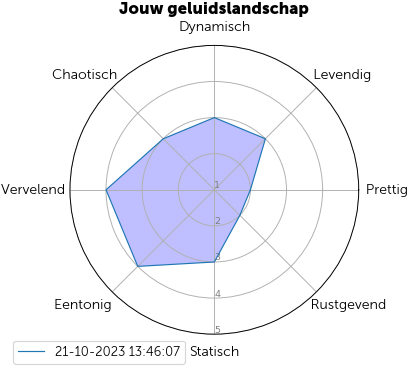 Jouw geluidslandschap
Dynamisch
Chaotisch
Levendig
Vervelend
Prettig
1
2
3
4
5
Eentonig
Rustgevend
Statisch
21-10-2023 13:46:07